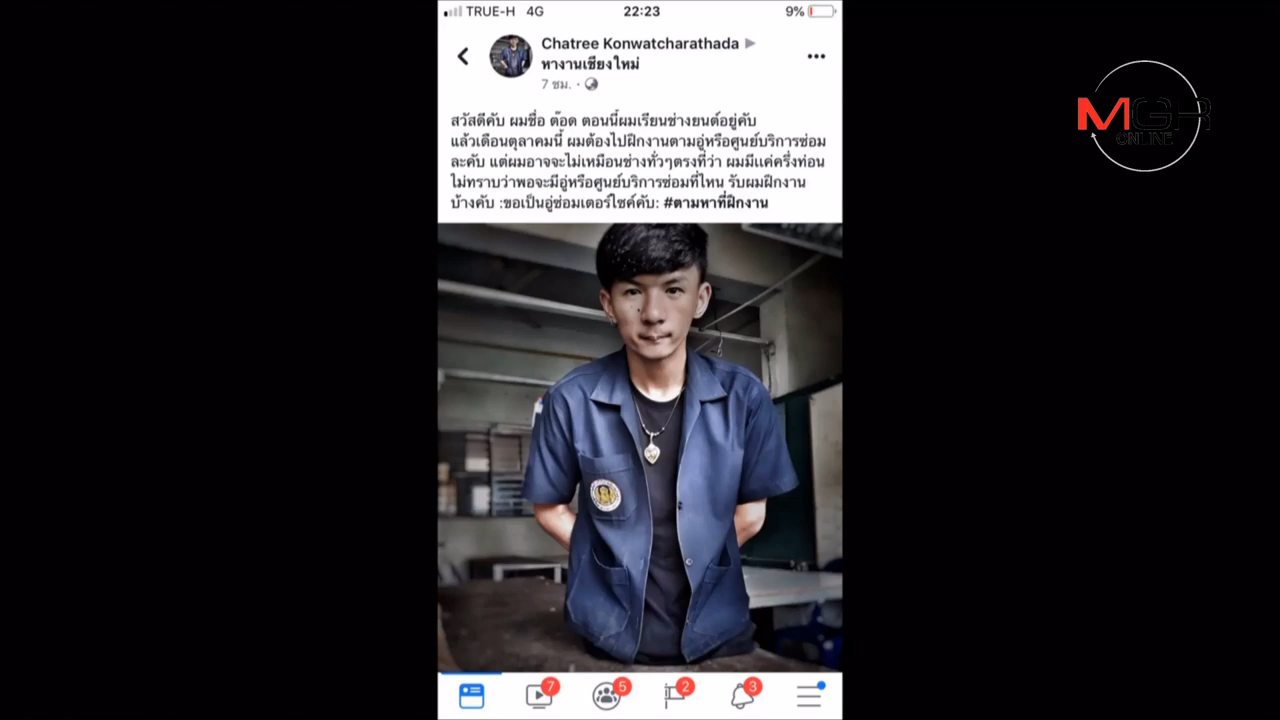 TRUE-H 4G 22:23 9%
Chatree Konwatcharathada ▶
หางานเชียงใหม่
7 ชม. ·
สวัสดีคับ ผมชื่อ ต๊อด ตอนนี้ผมเรียนช่างยนต์อยู่คับ
แล้วเดือนตุลาคมนี้ ผมต้องไปฝึกงานตามอู่หรือศูนย์บริการซ่อม
ละคับ แต่ผมอาจจะไม่เหมือนช่างทั่วๆตรงที่ว่า ผมมีแค่ครึ่งท่อน
ไม่ทราบว่าพอจะมีอู่หรือศูนย์บริการซ่อมที่ไหน รับผมฝึกงาน
บ้างคับ :ขอเป็นอู่ซ่อมเตอร์ไซค์คับ: #ตามหาที่ฝึกงาน
MGR
ONLINE
7 5 2 3